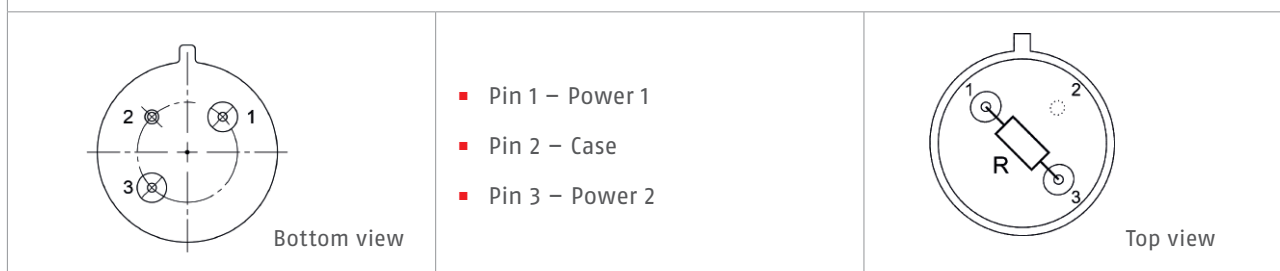 2
1
3
Bottom view
Pin 1 – Power 1
Pin 2 – Case
Pin 3 – Power 2
1
2
R
3
Top view